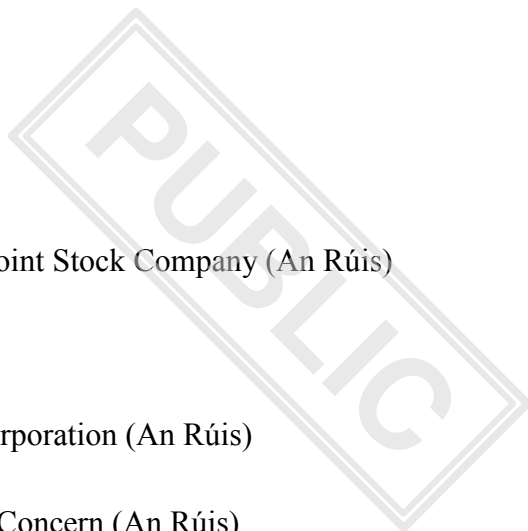 PUBLIC
oint Stock Company (An Rúis)
rporation (An Rúis)
Concern (An Rúis)